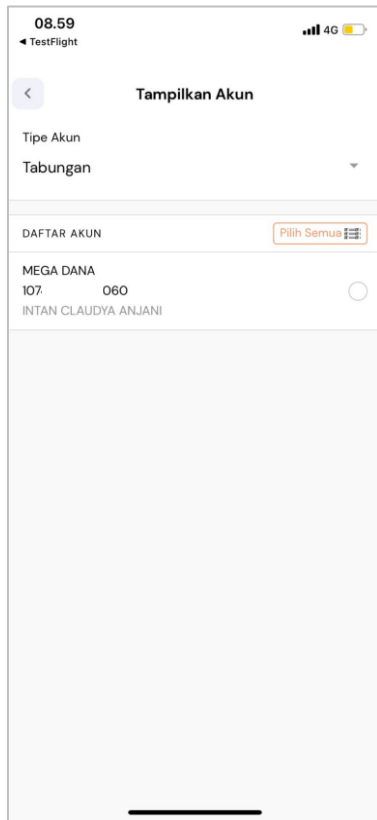 08.59
4G
◀ TestFlight
Tampilkan Akun
Tipe Akun
Tabungan
DAFTAR AKUN
Pilih Semua
MEGA DANA
107 060
INTAN CLAUDYA ANJANI